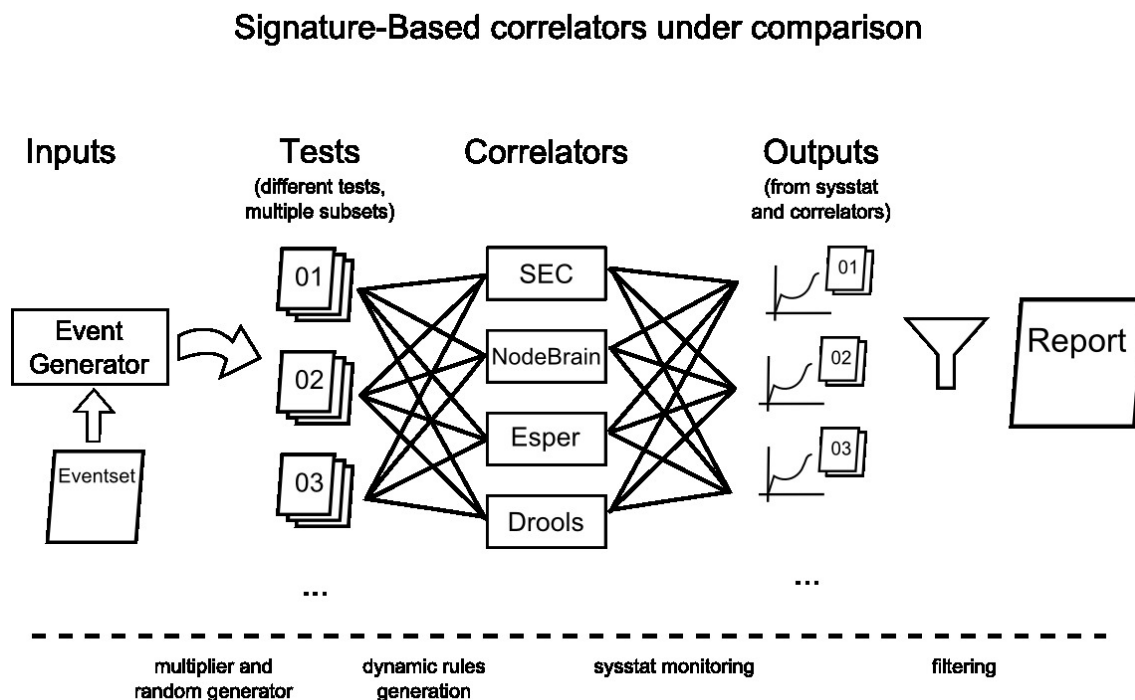 Signature-Based correlators under comparison
Inputs
Tests
(different tests,
multiple subsets)
Correlators
Outputs
(from sysstat
and correlators)
Event
Generator
Eventset
01
02
03
...
SEC
NodeBrain
Esper
Drools
01
02
03
...
Report
multiplier and
random generator
dynamic rules
generation
sysstat monitoring
filtering